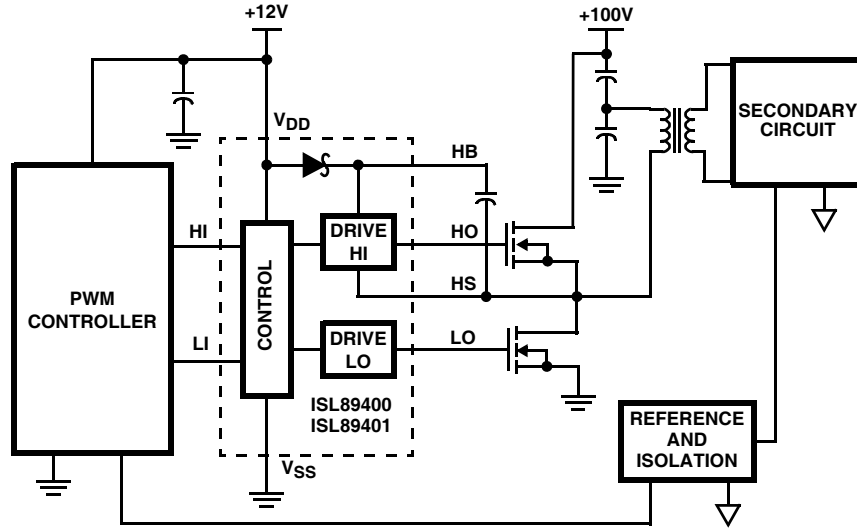 +12V
+100V
VDD
SECONDARY
CIRCUIT
HB
HI
DRIVE
HI
HO
PWM
CONTROLLER
CONTROL
HS
LI
DRIVE
LO
LO
ISL89400
ISL89401
REFERENCE
AND
ISOLATION
VSS